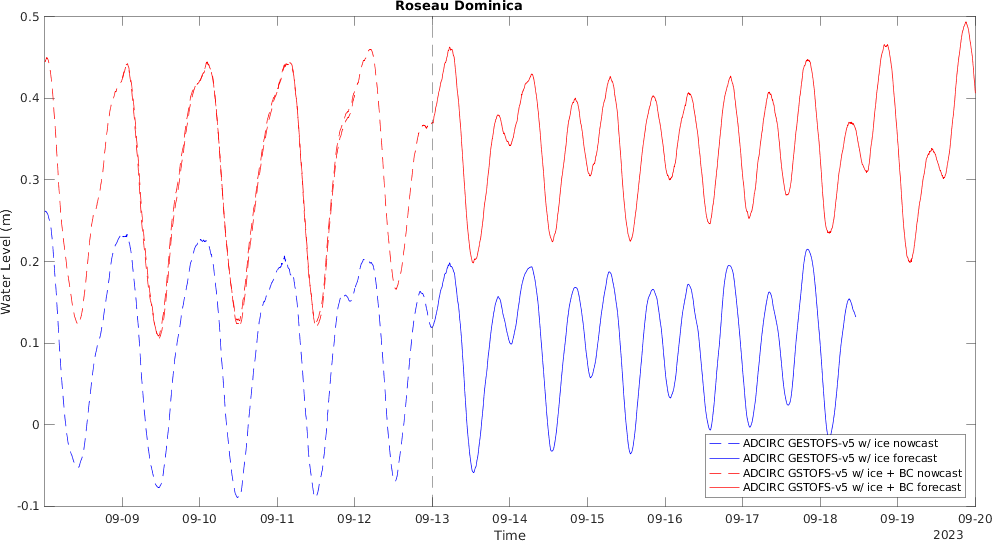 Roseau Dominica
0.5
0.4
0.3
0.2
0.1
0
-0.1
Water Level (m)
ADCIRC GESTOFS-v5 w/ ice nowcast
ADCIRC GESTOFS-v5 w/ ice forecast
ADCIRC GSTOFS-v5 w/ ice + BC nowcast
ADCIRC GSTOFS-v5 w/ ice + BC forecast
09-09 09-10 09-11 09-12 09-13 09-14 09-15 09-16 09-17 09-18 09-19 09-20
Time
2023